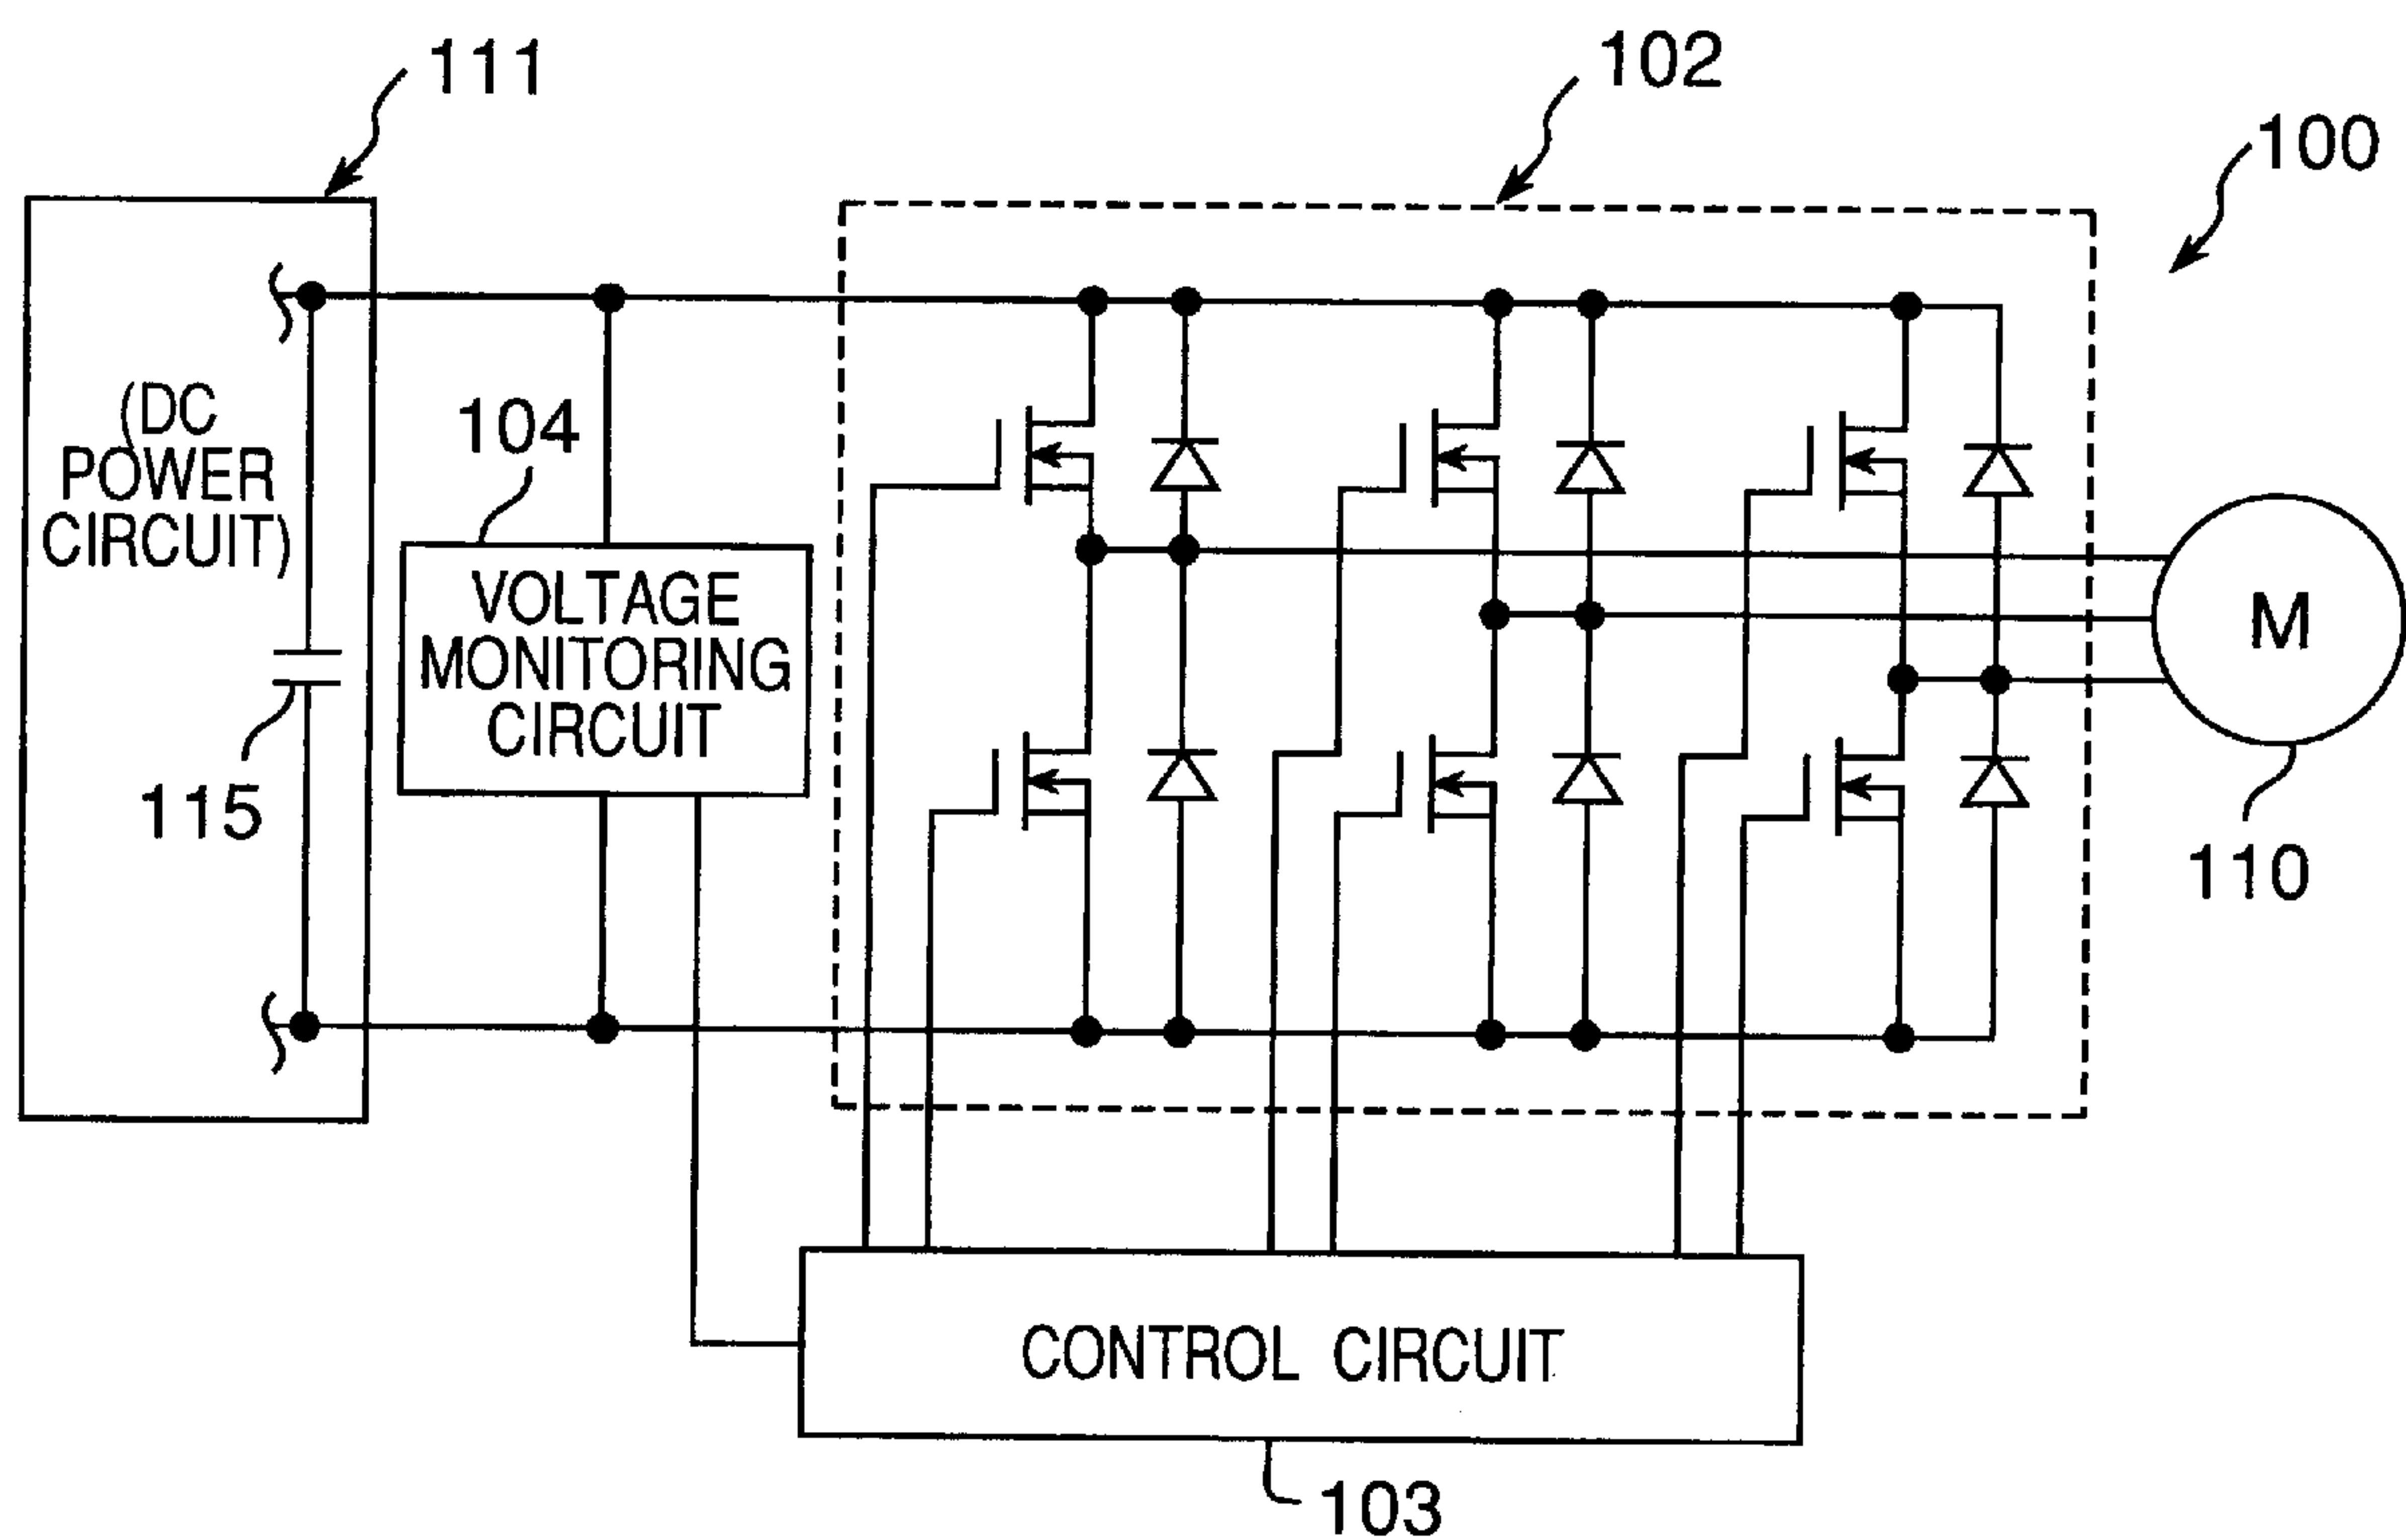 111
102
100
(DC
POWER
CIRCUIT)
104
VOLTAGE
MONITORING
CIRCUIT
M
115
110
CONTROL CIRCUIT
103